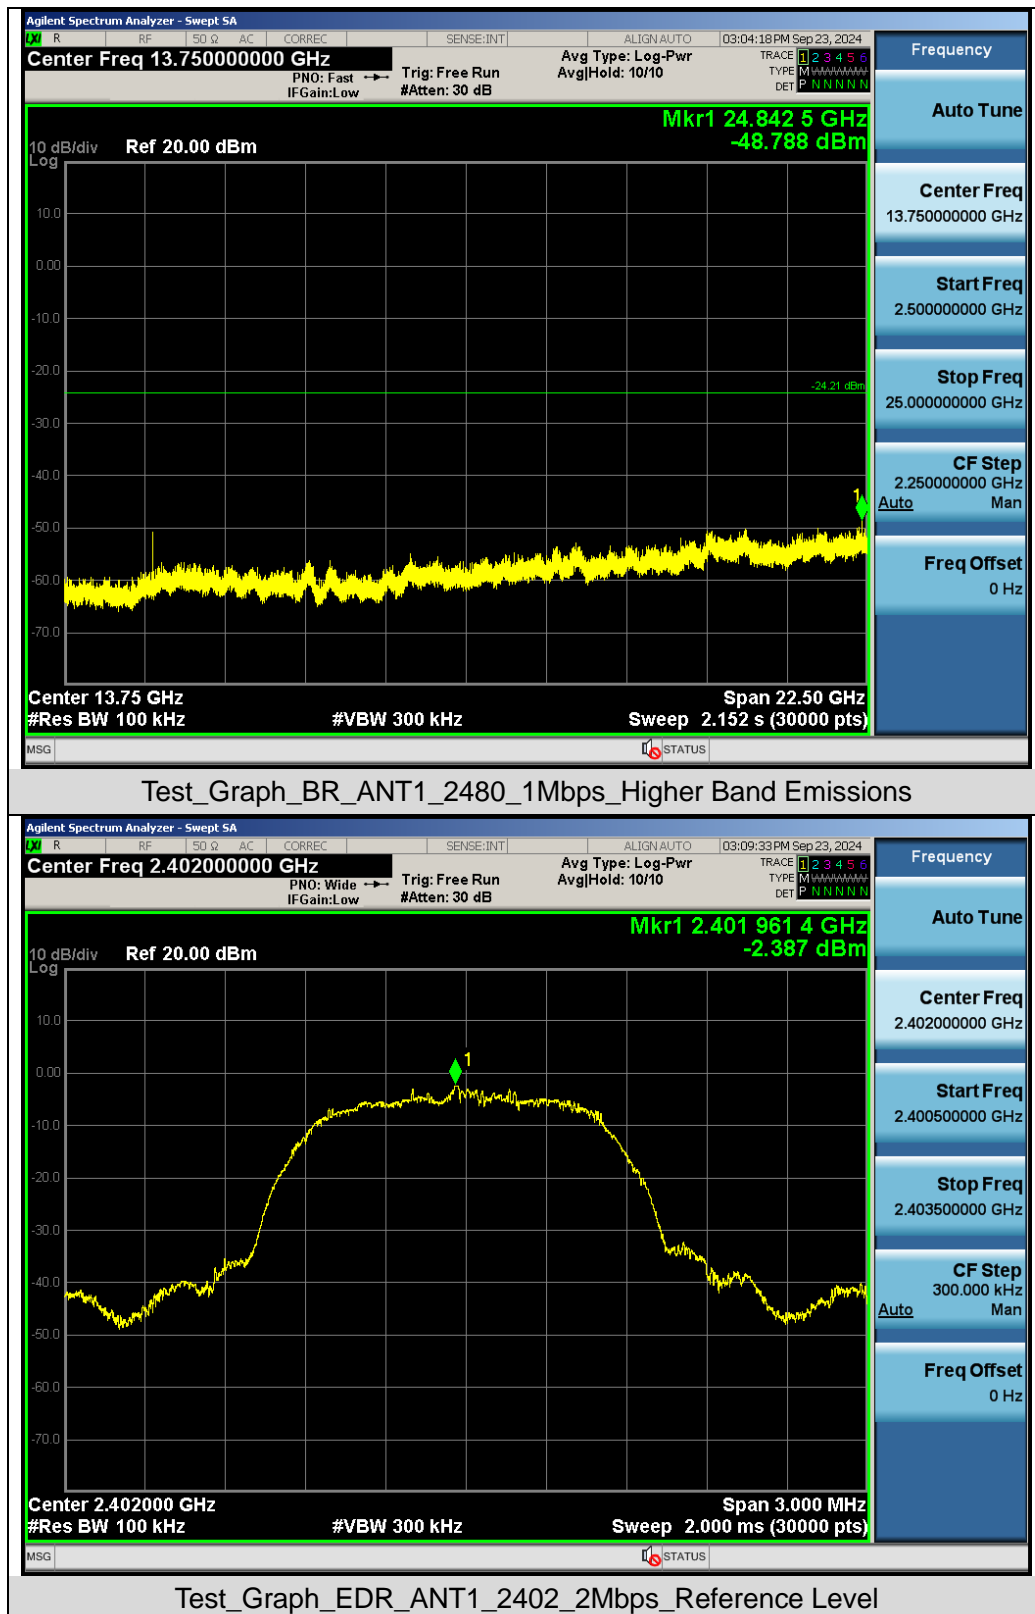 Agilent Spectrum Analyzer - Swept SA
LXI R RF 50 Ω AC CORREC SENSE:INT ALIGN AUTO 03:04:18 PM Sep 23, 2024
Center Freq 13.750000000 GHz
PNO: Fast
IFGain:Low
Trig: Free Run
#Atten: 30 dB
Avg Type: Log-Pwr
Avg|Hold: 10/10
TRACE 1 2 3 4 5 6
TYPE M
DET P N N N N N
Mkr1 24.842 5 GHz
-48.788 dBm
10 dB/div Ref 20.00 dBm
Log
10.0
0.00
-10.0
-20.0
-24.21 dBm
-30.0
-40.0
1
-50.0
-60.0
-70.0
Center 13.75 GHz Span 22.50 GHz
#Res BW 100 kHz #VBW 300 kHz Sweep 2.152 s (30000 pts)
MSG STATUS
Frequency
Auto Tune
Center Freq
13.750000000 GHz
Start Freq
2.500000000 GHz
Stop Freq
25.000000000 GHz
CF Step
2.250000000 GHz
Auto Man
Freq Offset
0 Hz
Test_Graph_BR_ANT1_2480_1Mbps_Higher Band Emissions
Agilent Spectrum Analyzer - Swept SA
LXI R RF 50 Ω AC CORREC SENSE:INT ALIGN AUTO 03:09:33 PM Sep 23, 2024
Center Freq 2.402000000 GHz
PNO: Wide
IFGain:Low
Trig: Free Run
#Atten: 30 dB
Avg Type: Log-Pwr
Avg|Hold: 10/10
TRACE 1 2 3 4 5 6
TYPE M
DET P N N N N N
Mkr1 2.401 961 4 GHz
-2.387 dBm
10 dB/div Ref 20.00 dBm
Log
10.0
1
0.00
-10.0
-20.0
-30.0
-40.0
-50.0
-60.0
-70.0
Center 2.402000 GHz Span 3.000 MHz
#Res BW 100 kHz #VBW 300 kHz Sweep 2.000 ms (30000 pts)
MSG STATUS
Frequency
Auto Tune
Center Freq
2.402000000 GHz
Start Freq
2.400500000 GHz
Stop Freq
2.403500000 GHz
CF Step
300.000 kHz
Auto Man
Freq Offset
0 Hz
Test_Graph_EDR_ANT1_2402_2Mbps_Reference Level